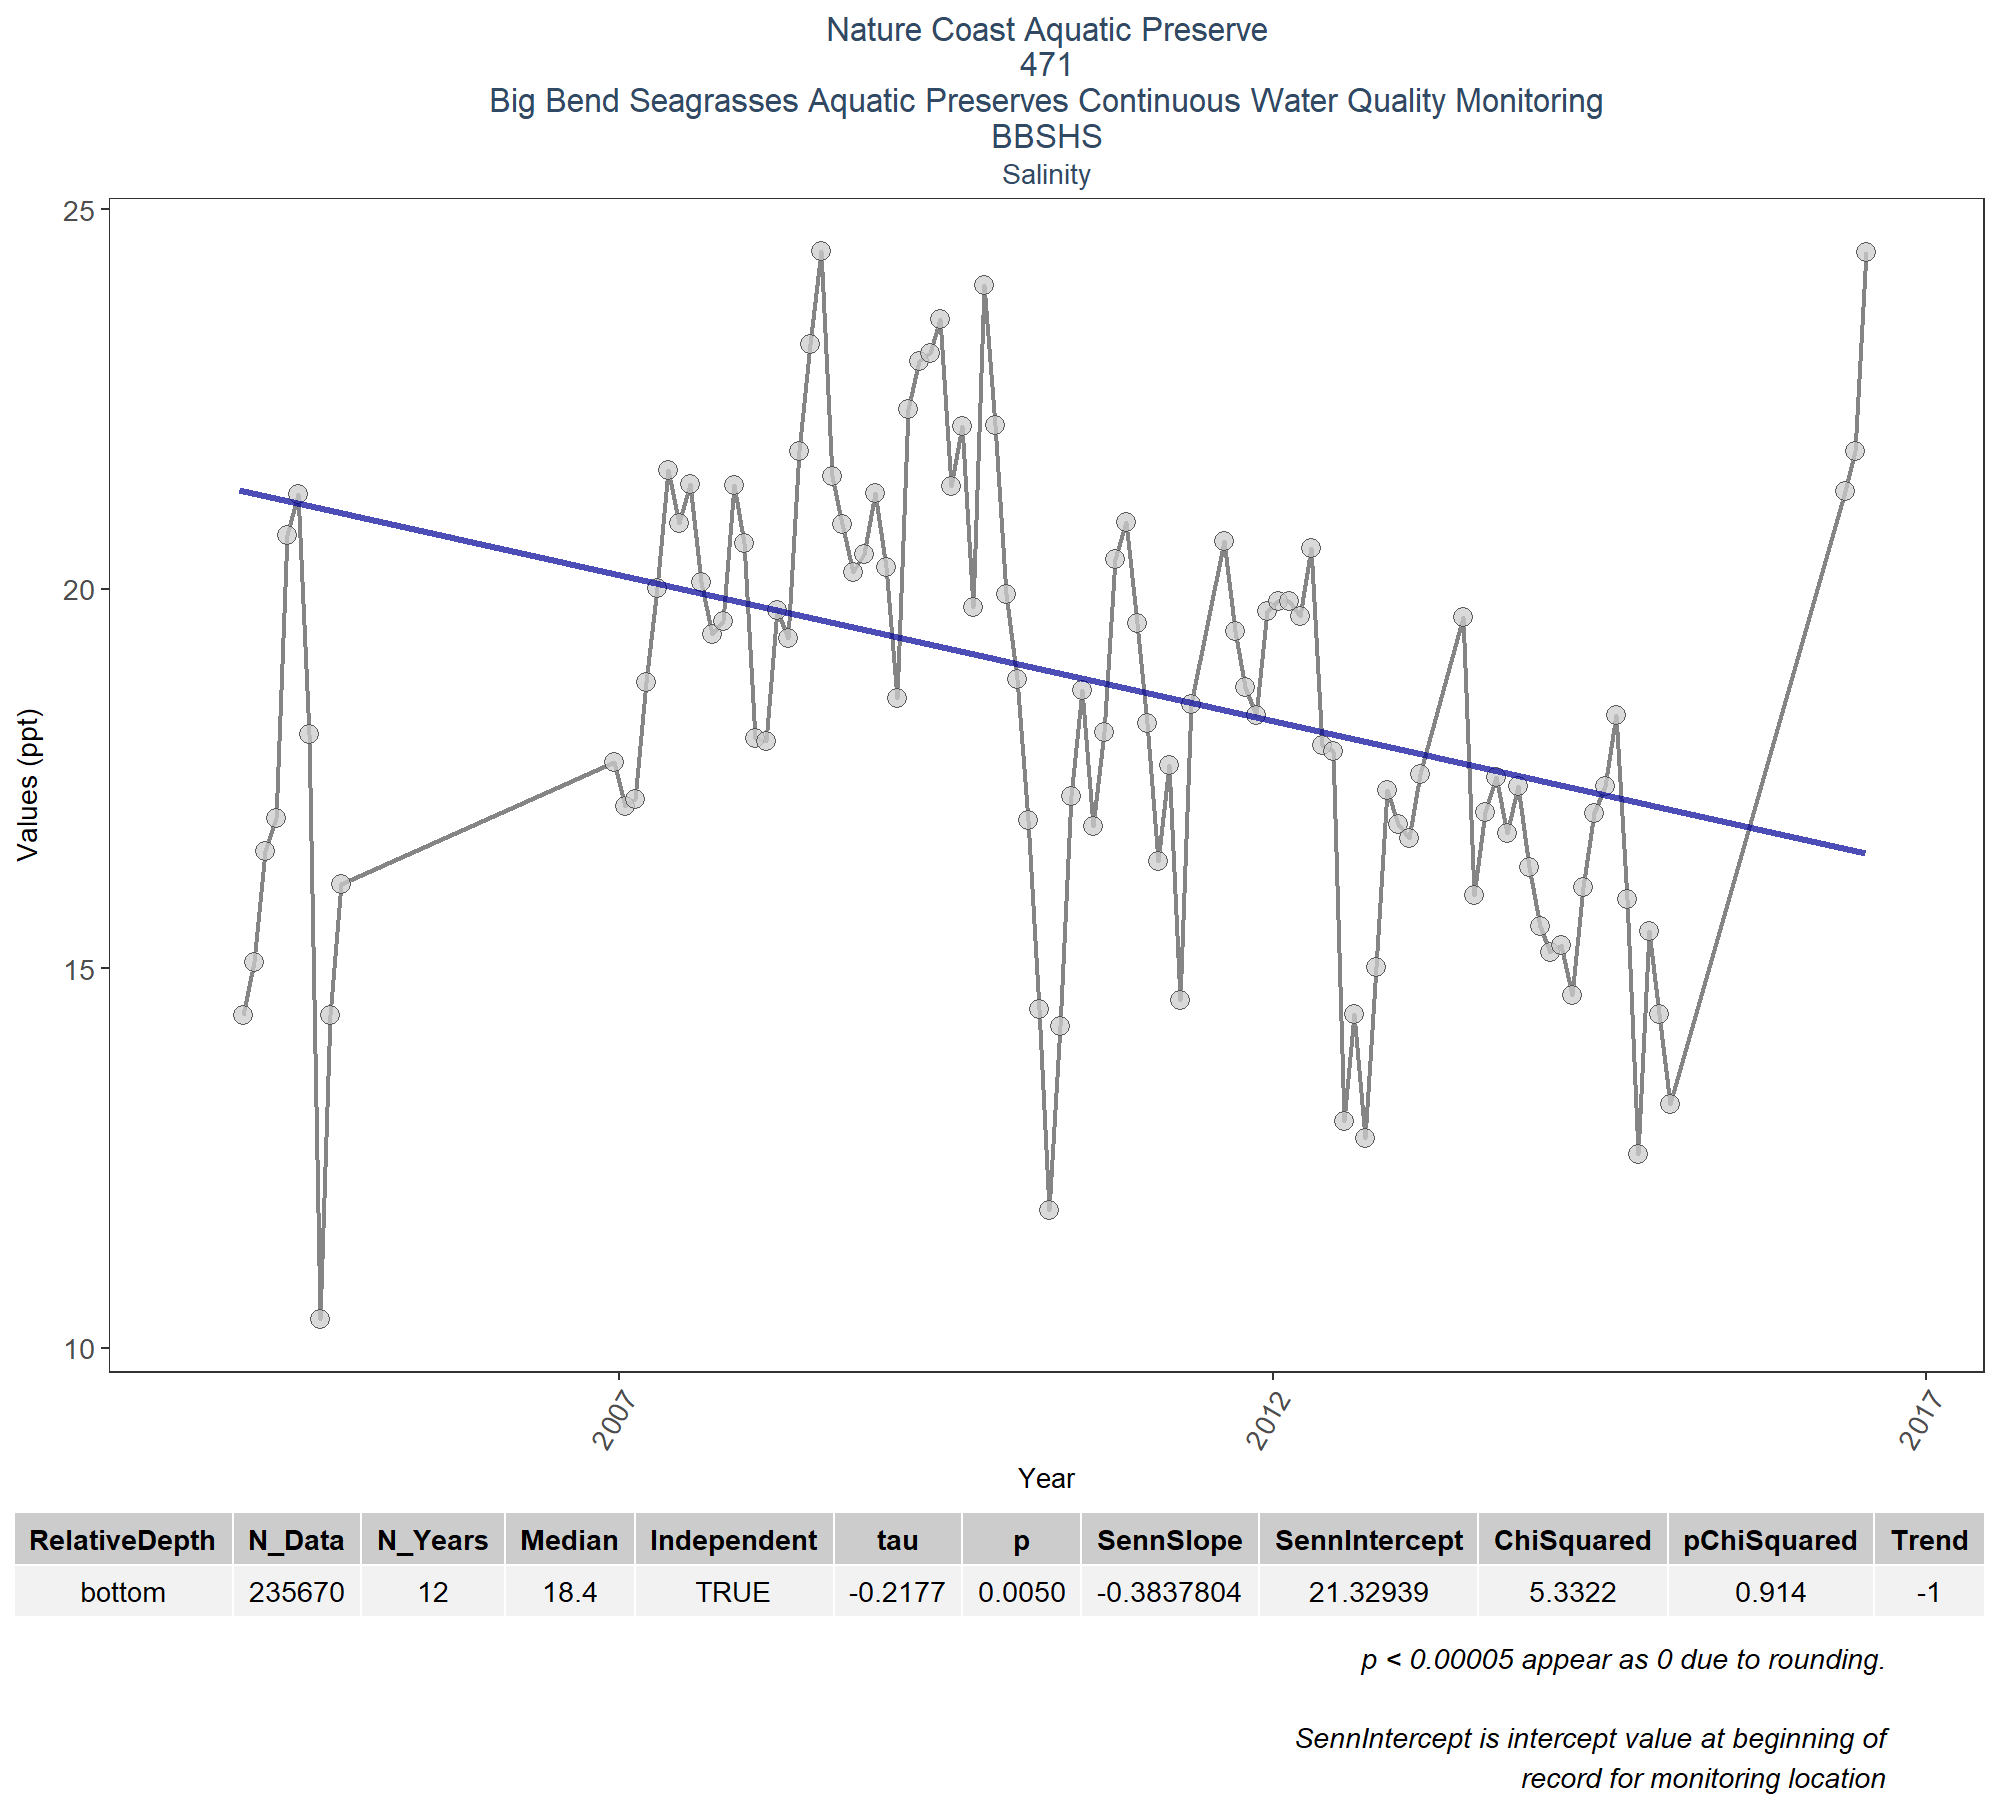 Nature Coast Aquatic Preserve
471
Big Bend Seagrasses Aquatic Preserves Continuous Water Quality Monitoring
BBSHS
Salinity
25
20
15
10
Values (ppt)
2007 2012 2017
Year
RelativeDepth N_Data N_Years Median Independent tau p SennSlope SennIntercept ChiSquared pChiSquared Trend
bottom 235670 12 18.4 TRUE -0.2177 0.0050 -0.3837804 21.32939 5.3322 0.914 -1
p < 0.00005 appear as 0 due to rounding.
SennIntercept is intercept value at beginning of
record for monitoring location